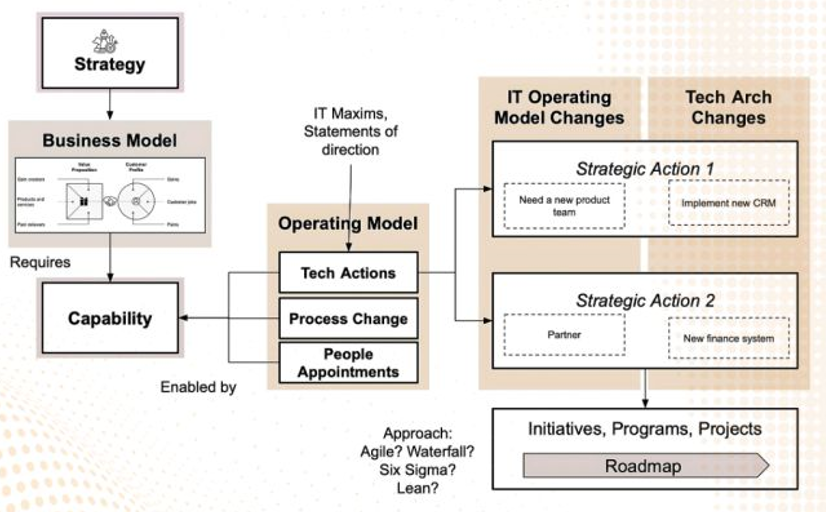 Strategy
Business Model
Value
Proposition
Customer
Profile
Gain creators
Gains
Products and
services
Customer jobs
Pain relievers
Pains
Requires
Capability
Enabled by
IT Maxims,
Statements of
direction
Operating Model
Tech Actions
Process Change
People
Appointments
IT Operating
Model Changes
Tech Arch
Changes
Strategic Action 1
Need a new product
team
Implement new CRM
Strategic Action 2
Partner
New finance system
Approach:
Agile? Waterfall?
Six Sigma?
Lean?
Initiatives, Programs, Projects
Roadmap